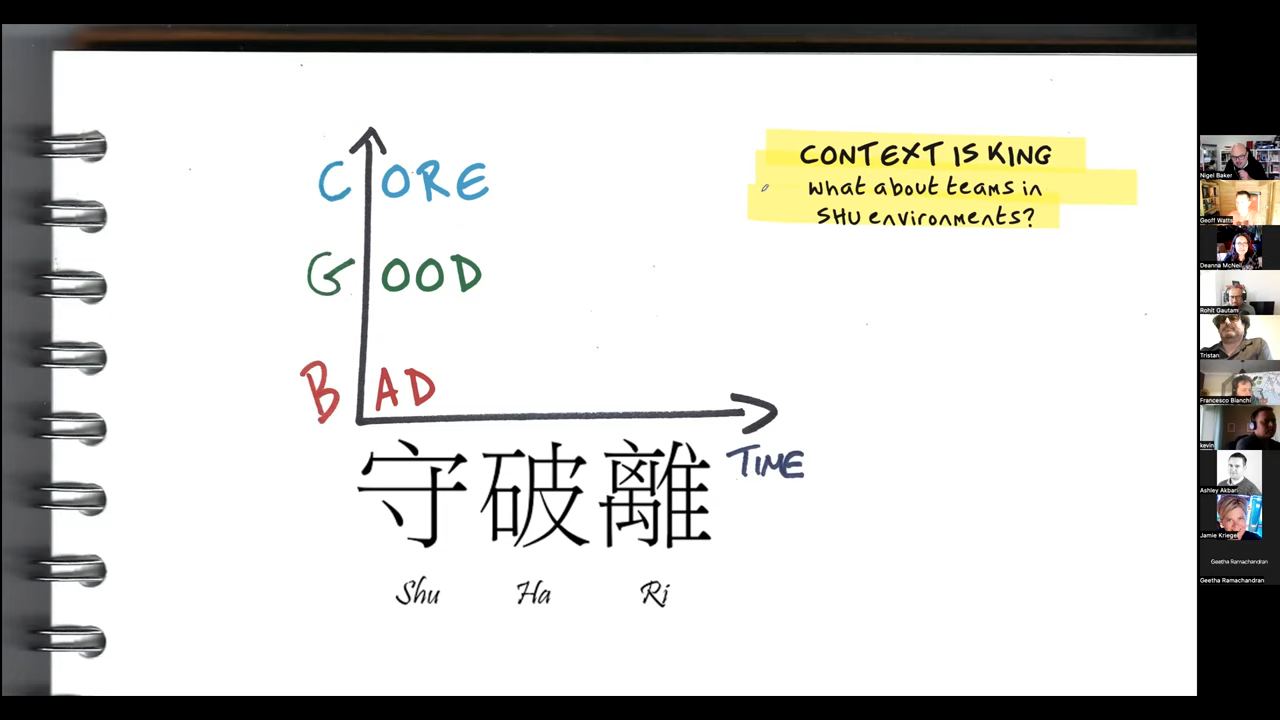 CORE
GOOD
BAD
TIME
守破離
Shu Ha Ri
CONTEXT IS KING
what about teams in
SHU environments?
Nigel Baker
Geoff Watts
Deanna McNeil
Rohit Gautam
Tristan
Francesco Bianchi
kevin
Ashley Akbari
Jamie Kriegel
Geetha Ramachandran
Geetha Ramachandran